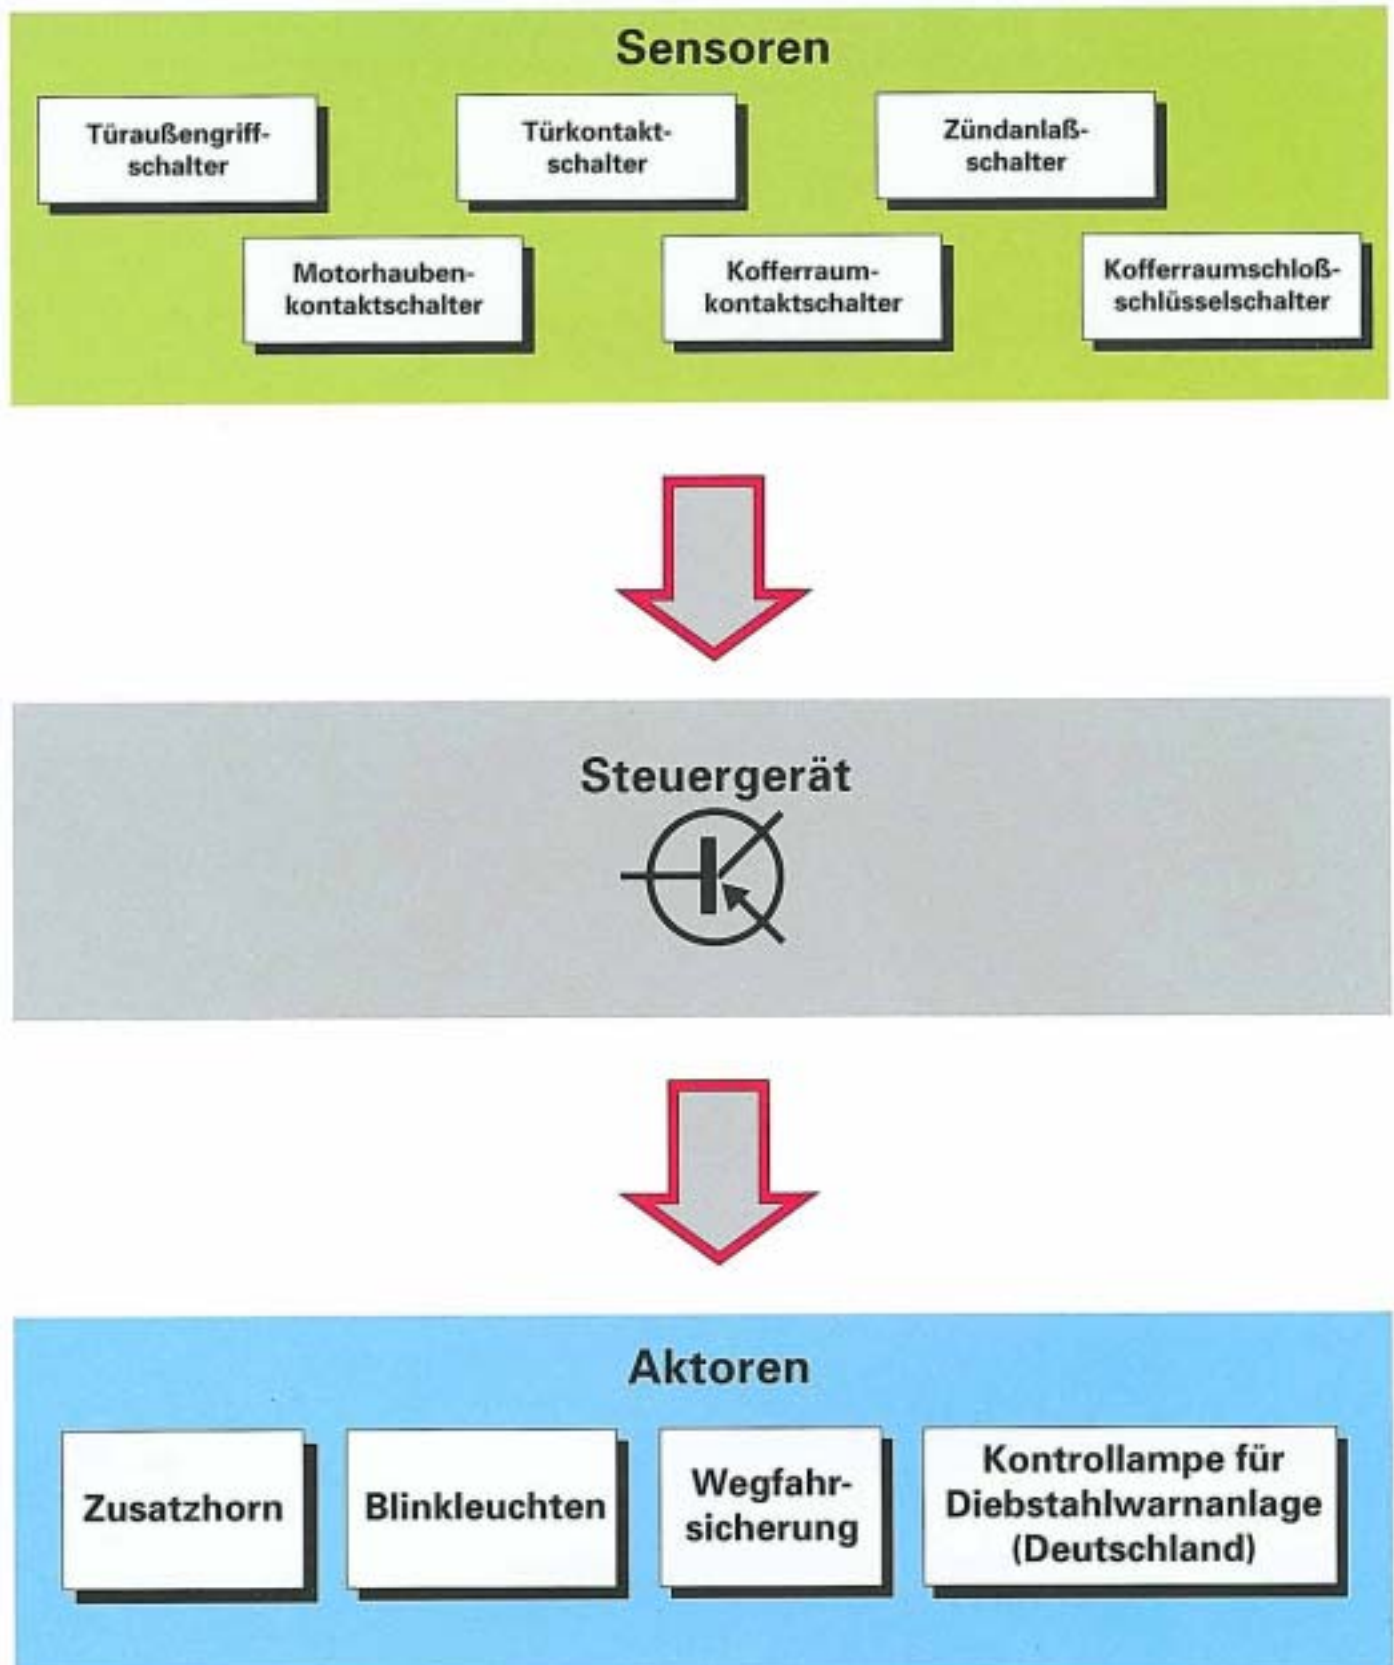 Sensoren
Türaußengriff-
schalter
Türkontakt-
schalter
Zündanlaß-
schalter
Motorhauben-
kontaktschalter
Kofferraum-
kontaktschalter
Kofferraumschloß-
schlüsselschalter
Steuergerät
Aktoren
Zusatzhorn
Blinkleuchten
Wegfahr-
sicherung
Kontrollampe für
Diebstahlwarnanlage
(Deutschland)